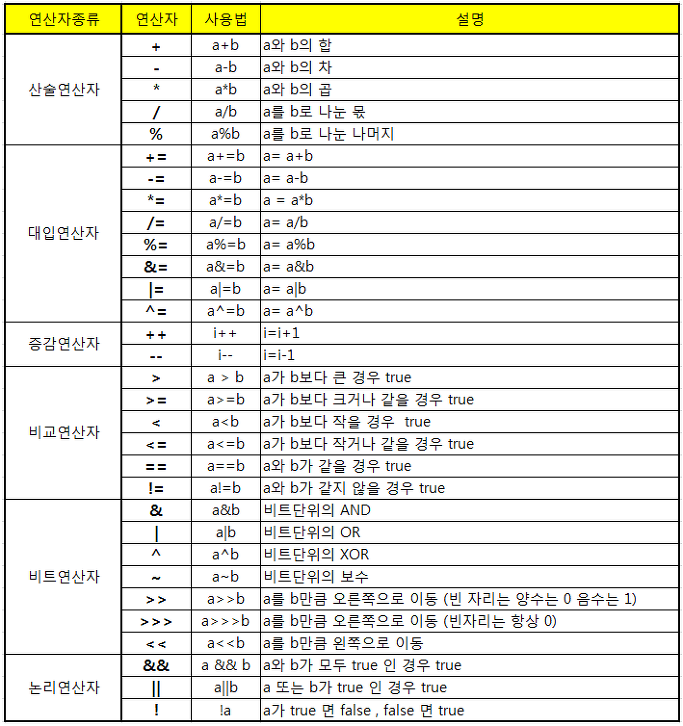 연산자종류 연산자 사용법 설명
산술연산자 + a+b a와 b의 합
- a-b a와 b의 차
* a*b a와 b의 곱
/ a/b a를 b로 나눈 몫
% a%b a를 b로 나눈 나머지
대입연산자 += a+=b a= a+b
-= a-=b a= a-b
*= a*=b a = a*b
/= a/=b a= a/b
%= a%=b a= a%b
&= a&=b a= a&b
|= a|=b a= a|b
^= a^=b a= a^b
증감연산자 ++ i++ i=i+1
-- i-- i=i-1
비교연산자 > a > b a가 b보다 큰 경우 true
>= a>=b a가 b보다 크거나 같을 경우 true
< a<b a가 b보다 작을 경우 true
<= a<=b a가 b보다 작거나 같을 경우 true
== a==b a와 b가 같을 경우 true
!= a!=b a와 b가 같지 않을 경우 true
비트연산자 & a&b 비트단위의 AND
| a|b 비트단위의 OR
^ a^b 비트단위의 XOR
~ a~b 비트단위의 보수
>> a>>b a를 b만큼 오른쪽으로 이동 (빈 자리는 양수는 0 음수는 1)
>>> a>>>b a를 b만큼 오른쪽으로 이동 (빈자리는 항상 0)
<< a<<b a를 b만큼 왼쪽으로 이동
논리연산자 && a && b a와 b가 모두 true 인 경우 true
|| a||b a 또는 b가 true 인 경우 true
! !a a가 true 면 false , false 면 true